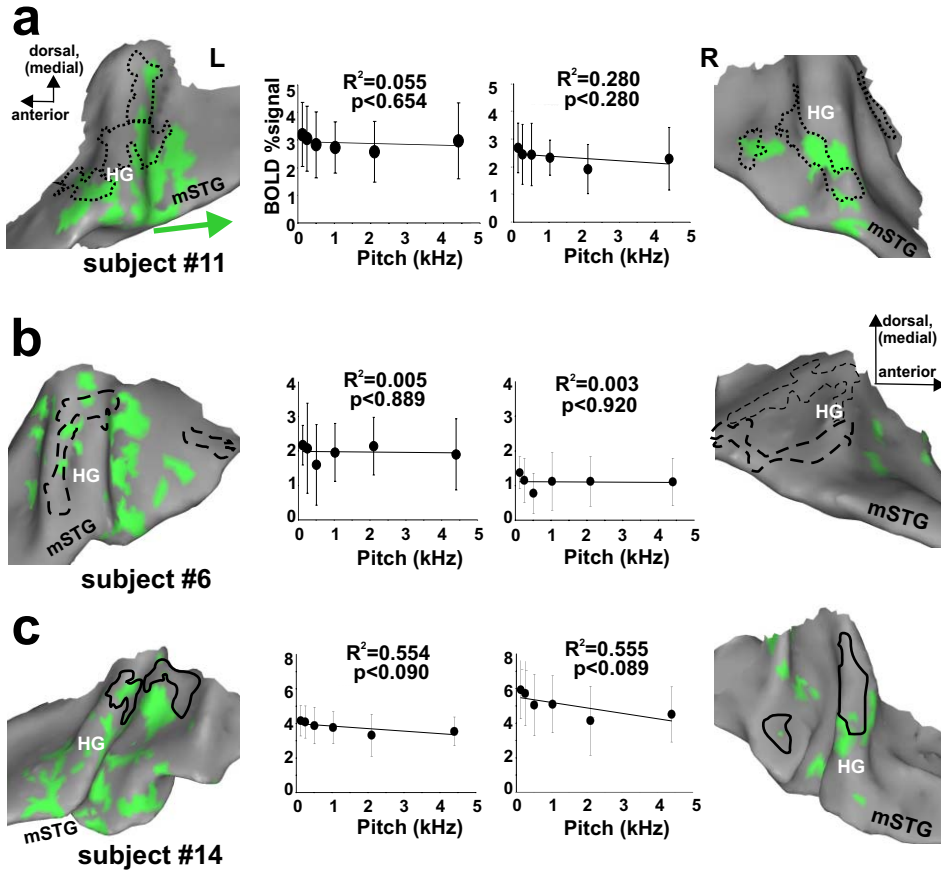 a
dorsal,
(medial)
anterior
L
HG
mSTG
subject #11
R²=0.055
p<0.654
BOLD %signal
5
4
3
2
1
0
0 1 2 3 4 5
Pitch (kHz)
R²=0.280
p<0.280
5
4
3
2
1
0
0 1 2 3 4 5
Pitch (kHz)
R
HG
mSTG
b
HG
mSTG
subject #6
R²=0.005
p<0.889
4
3
2
1
0
0 1 2 3 4 5
Pitch (kHz)
R²=0.003
p<0.920
4
3
2
1
0
0 1 2 3 4 5
Pitch (kHz)
dorsal,
(medial)
anterior
HG
mSTG
c
HG
mSTG
subject #14
R²=0.554
p<0.090
8
6
4
2
0
0 1 2 3 4 5
Pitch (kHz)
R²=0.555
p<0.089
8
6
4
2
0
0 1 2 3 4 5
Pitch (kHz)
HG
mSTG